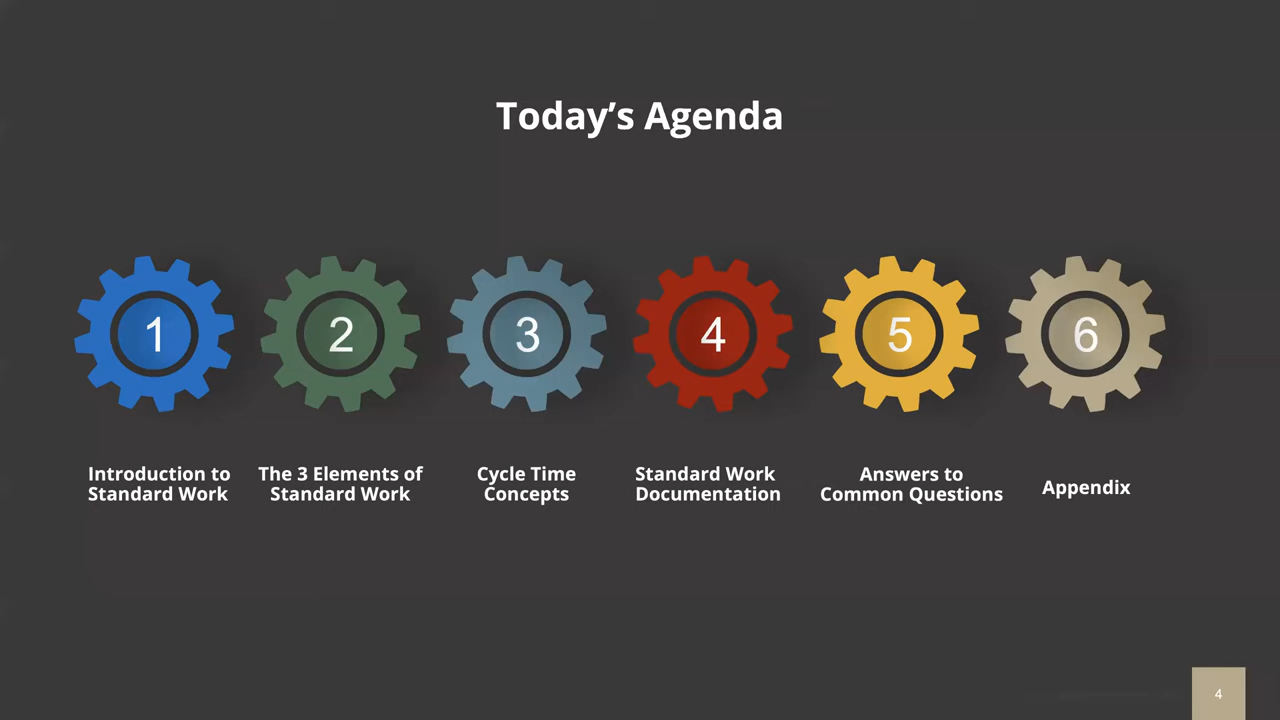 Today’s Agenda
1
2
3
4
5
6
Introduction to
Standard Work
The 3 Elements of
Standard Work
Cycle Time
Concepts
Standard Work
Documentation
Answers to
Common Questions
Appendix
4